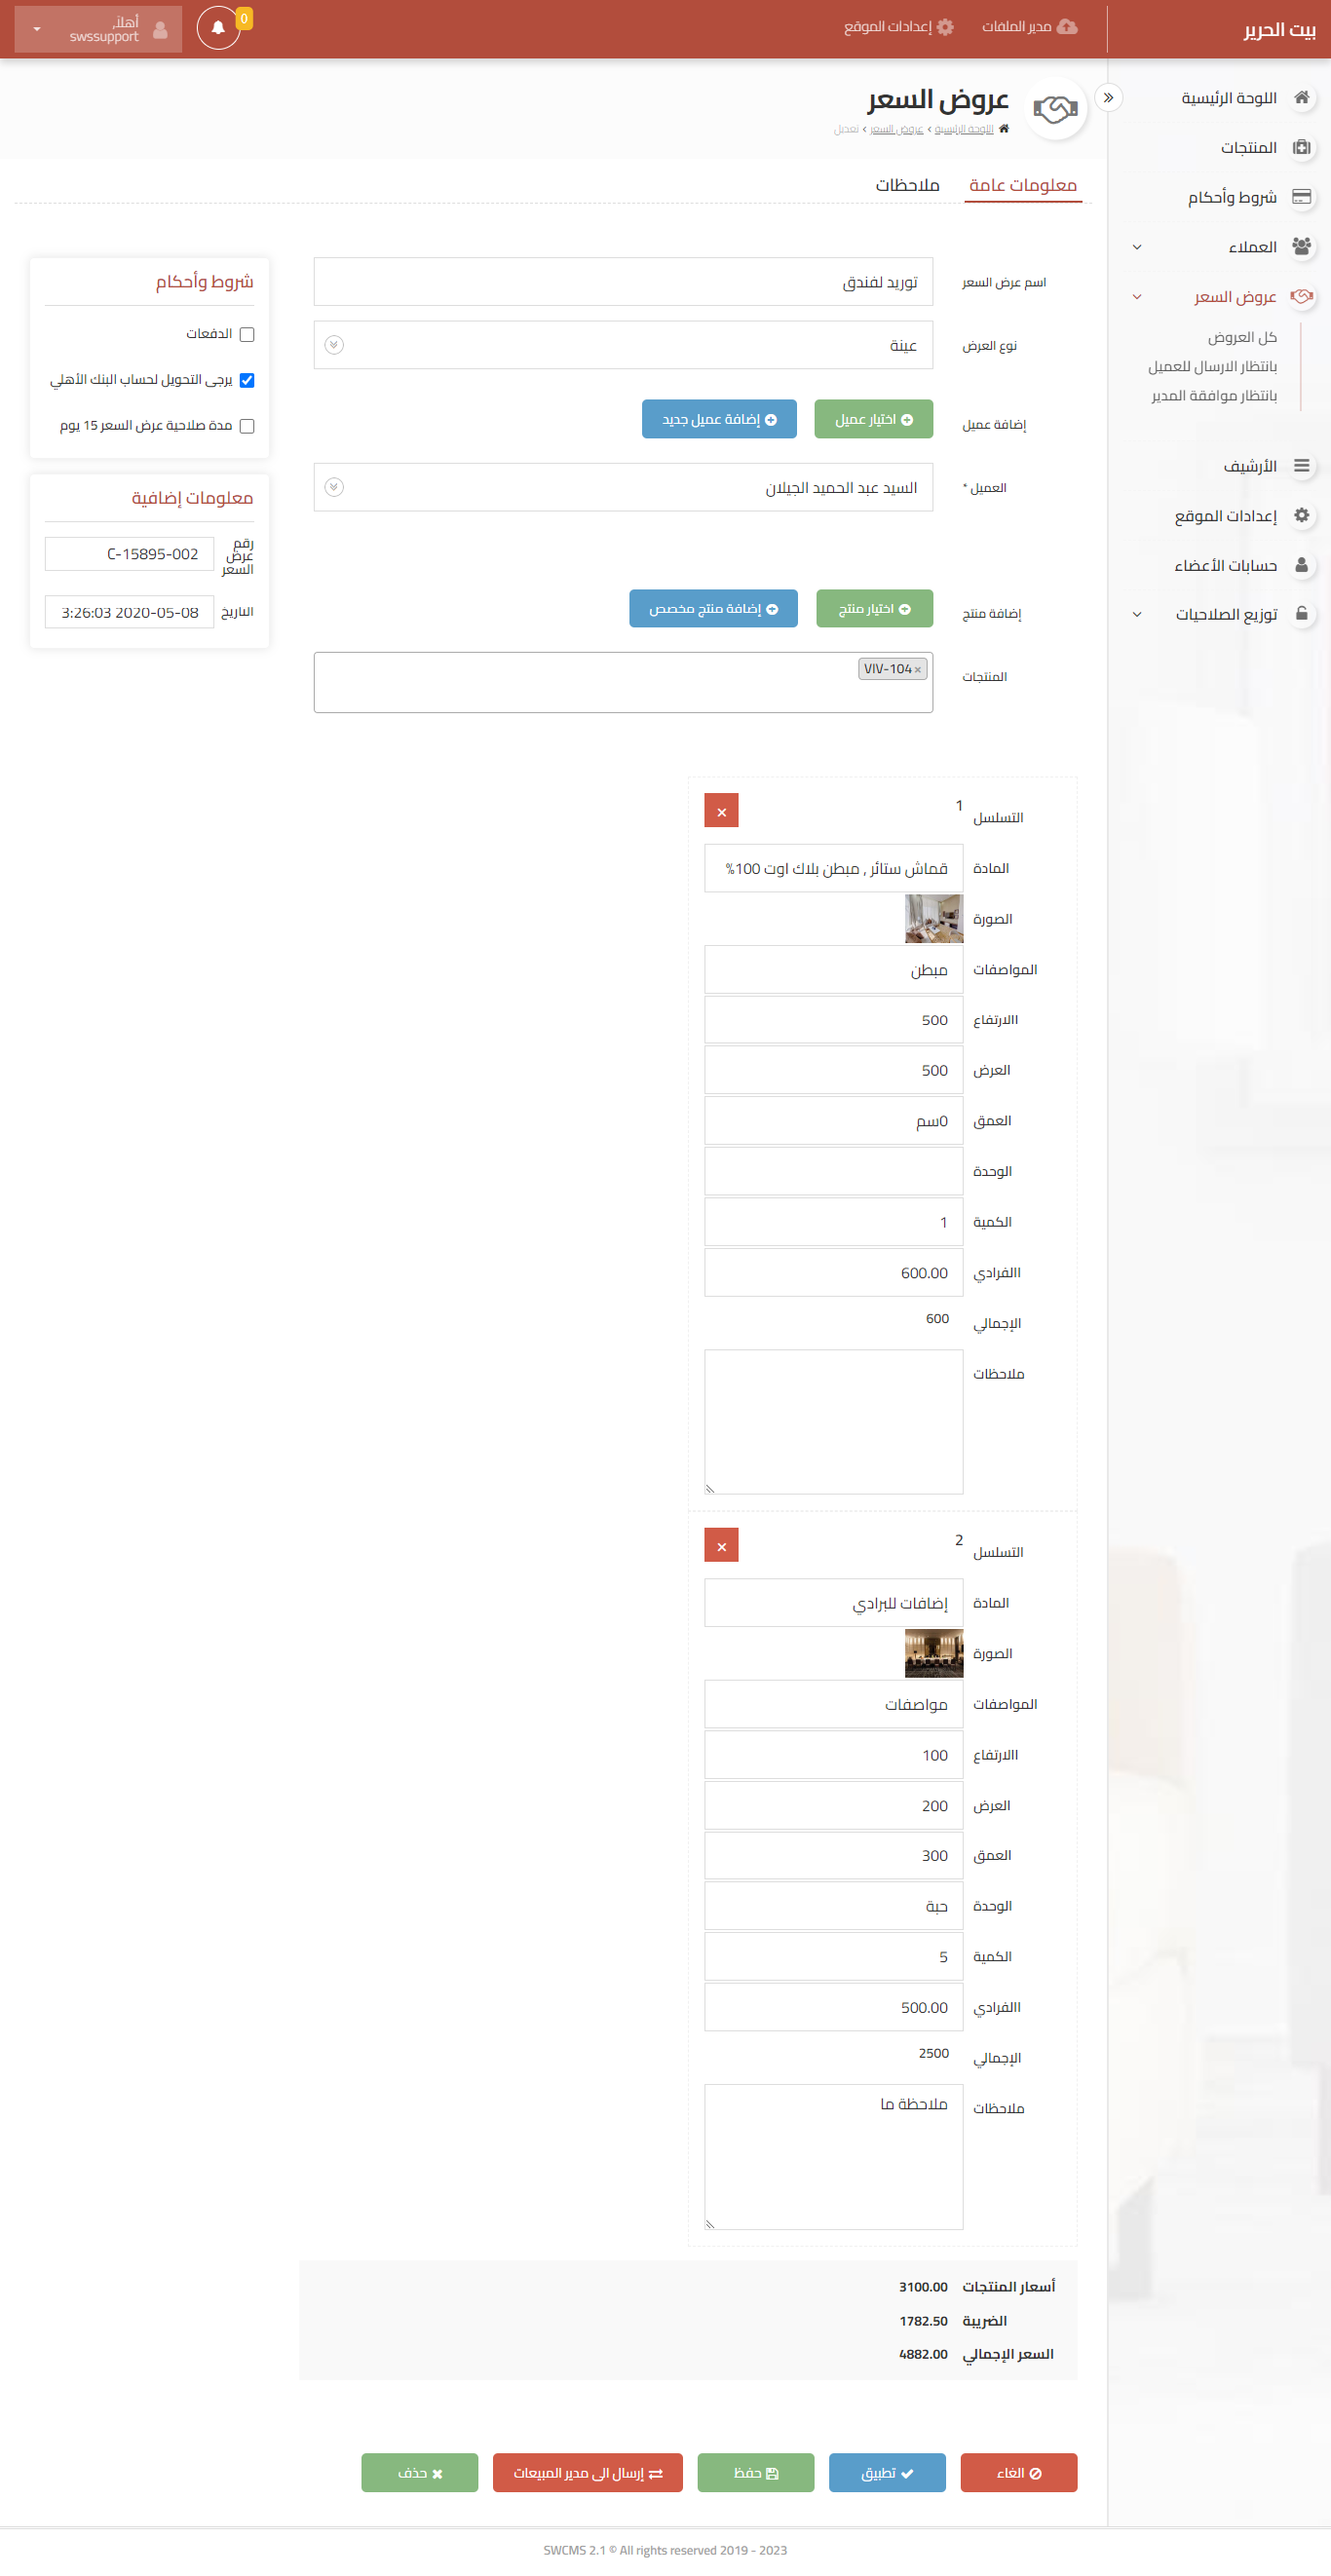 بيت الحرير
مدير الملفات
إعدادات الموقع
0
أهلاً,
swssupport
اللوحة الرئيسية
المنتجات
شروط وأحكام
العملاء
عروض السعر
كل العروض
بانتظار الارسال للعميل
بانتظار موافقة المدير
الأرشيف
إعدادات الموقع
حسابات الأعضاء
توزيع الصلاحيات
عروض السعر
اللوحة الرئيسية › عروض السعر › تعديل
معلومات عامة
ملاحظات
اسم عرض السعر
توريد لفندق
نوع العرض
عينة
إضافة عميل
اختيار عميل
إضافة عميل جديد
العميل *
السيد عبد الحميد الجيلان
إضافة منتج
اختيار منتج
إضافة منتج مخصص
المنتجات
×VIV-104
شروط وأحكام
الدفعات
يرجى التحويل لحساب البنك الأهلي
مدة صلاحية عرض السعر 15 يوم
معلومات إضافية
رقم عرض السعر
C-15895-002
التاريخ
3:26:03 2020-05-08
التسلسل
1
المادة
قماش ستائر , مبطن بلاك اوت 100%
الصورة
المواصفات
مبطن
االارتفاع
500
العرض
500
العمق
0سم
الوحدة
الكمية
1
االفرادي
600.00
الإجمالي
600
ملاحظات
التسلسل
2
المادة
إضافات للبرادي
الصورة
المواصفات
مواصفات
االارتفاع
100
العرض
200
العمق
300
الوحدة
حبة
الكمية
5
االفرادي
500.00
الإجمالي
2500
ملاحظات
ملاحظة ما
أسعار المنتجات 3100.00
الضريبة 1782.50
السعر الإجمالي 4882.00
الغاء
تطبيق
حفظ
إرسال الى مدير المبيعات
حذف
SWCMS 2.1 © All rights reserved 2019 - 2023